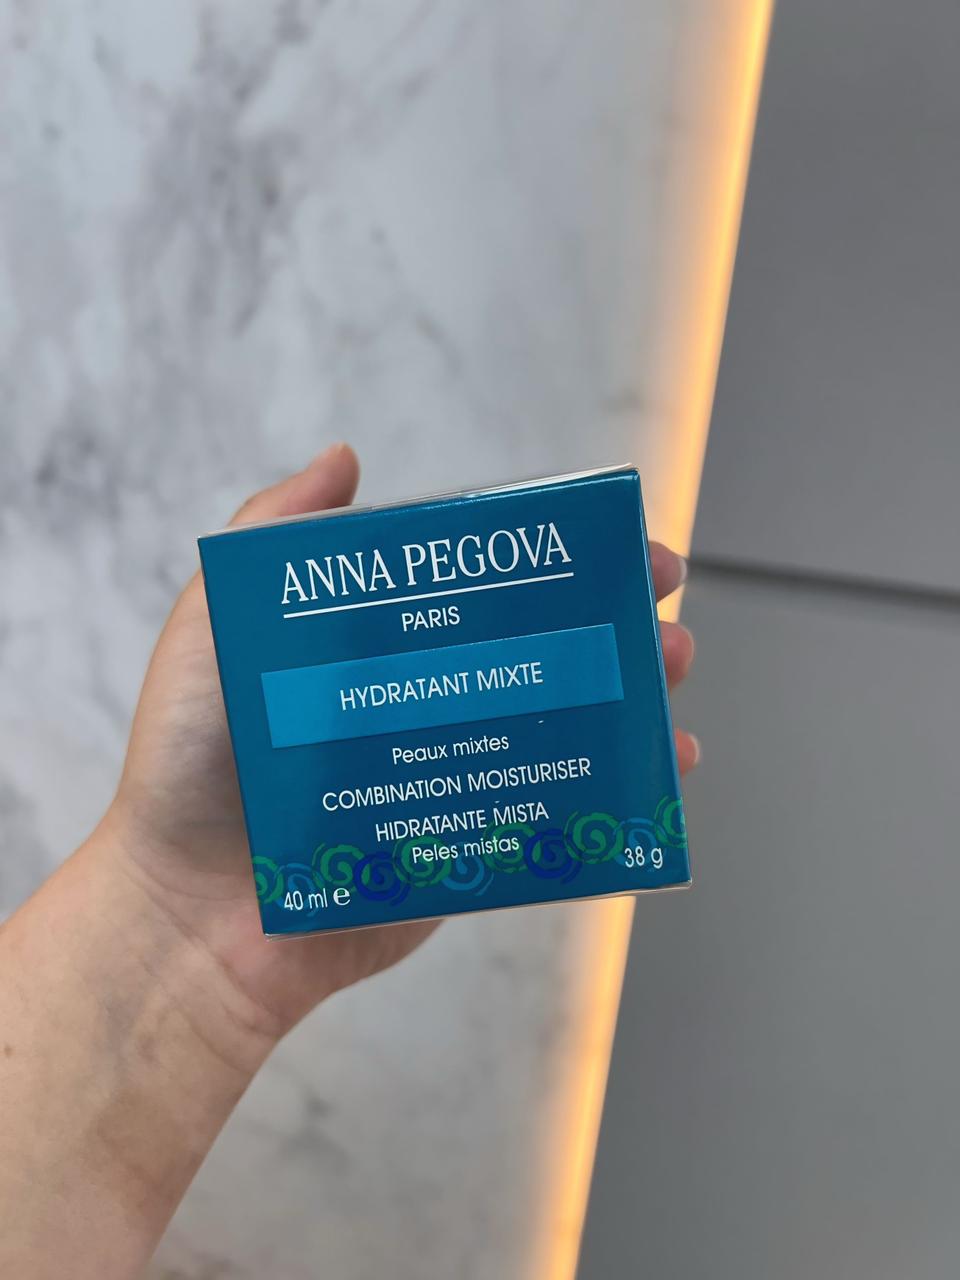 ANNA PEGOVA
PARIS
HYDRATANT MIXTE
Peaux mixtes
COMBINATION MOISTURISER
HIDRATANTE MISTA
Peles mistas
40 ml ℮
38 g